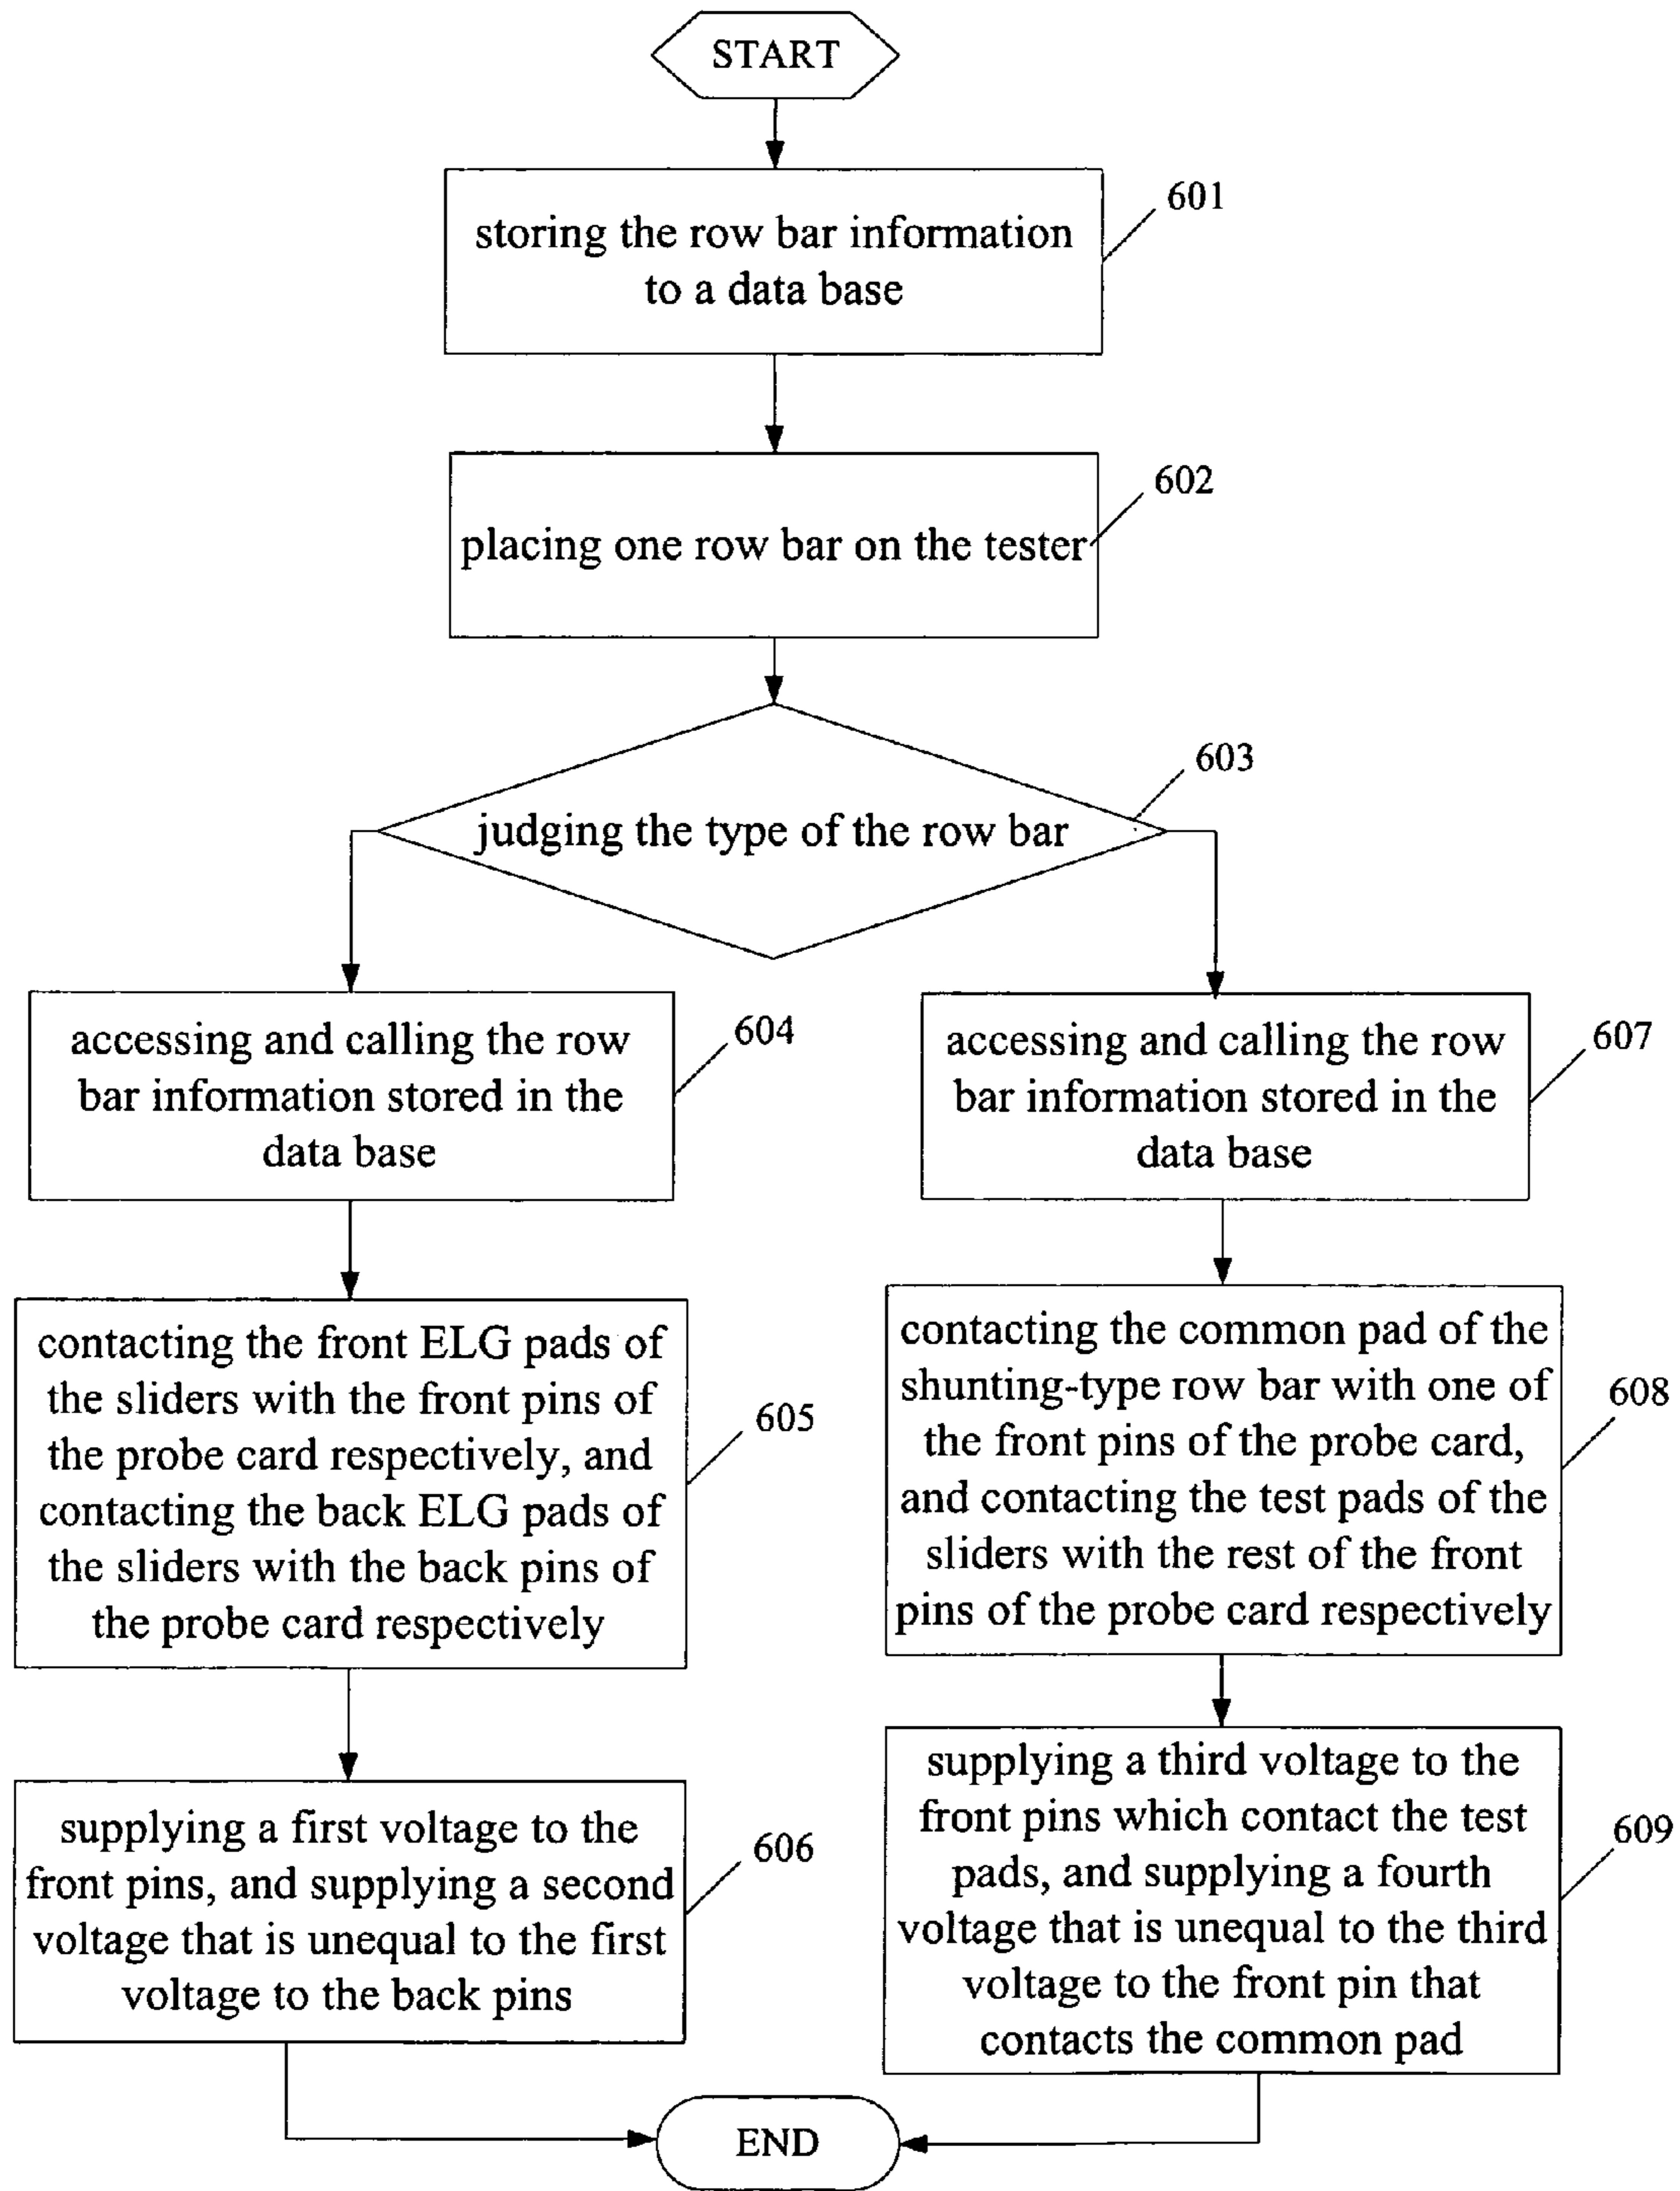 START
storing the row bar information
to a data base
601
placing one row bar on the tester
602
judging the type of the row bar
603
accessing and calling the row
bar information stored in the
data base
604
contacting the front ELG pads of
the sliders with the front pins of
the probe card respectively, and
contacting the back ELG pads of
the sliders with the back pins of
the probe card respectively
605
supplying a first voltage to the
front pins, and supplying a second
voltage that is unequal to the first
voltage to the back pins
606
accessing and calling the row
bar information stored in the
data base
607
contacting the common pad of the
shunting-type row bar with one of
the front pins of the probe card,
and contacting the test pads of the
sliders with the rest of the front
pins of the probe card respectively
608
supplying a third voltage to the
front pins which contact the test
pads, and supplying a fourth
voltage that is unequal to the third
voltage to the front pin that
contacts the common pad
609
END